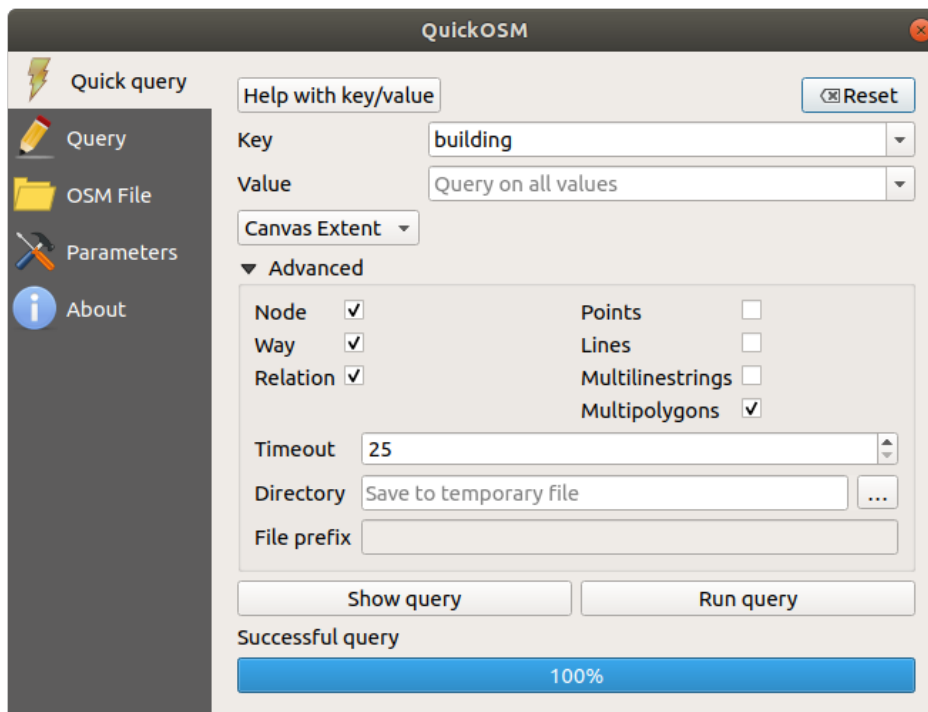 QuickOSM
Quick query
Query
OSM File
Parameters
About
Help with key/value
Reset
Key building
Value Query on all values
Canvas Extent
Advanced
Node Points
Way Lines
Relation Multilinestrings
Multipolygons
Timeout 25
Directory Save to temporary file ...
File prefix
Show query Run query
Successful query
100%